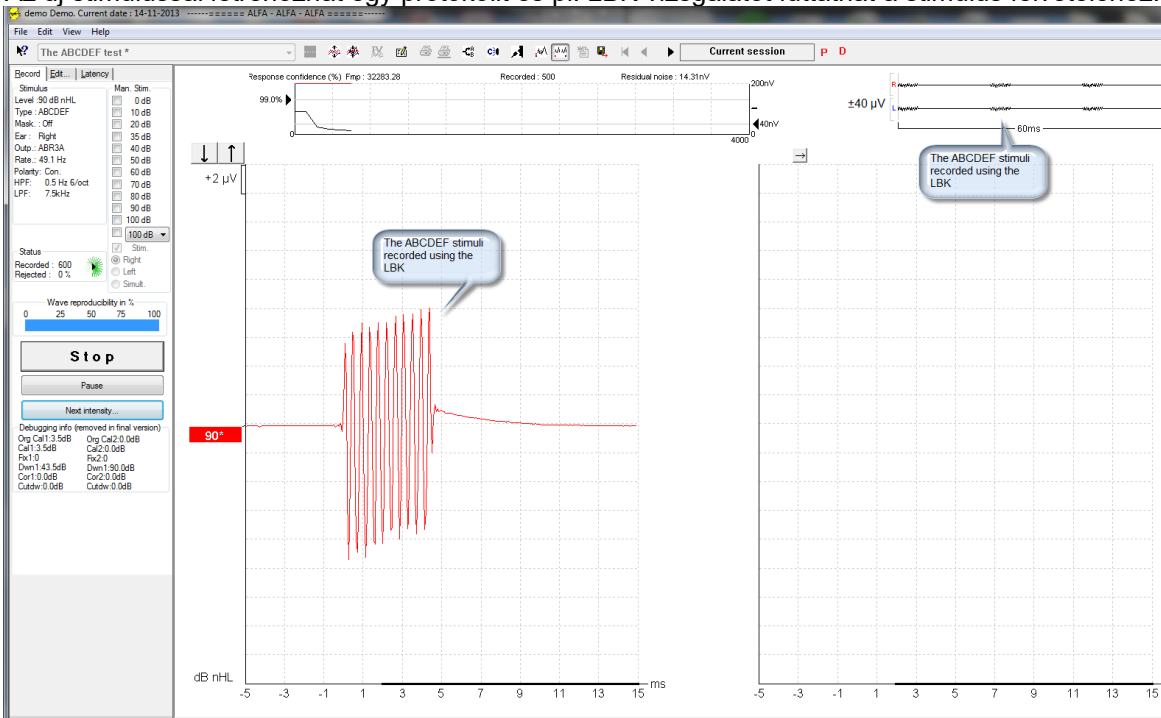 demo Demo. Current date : 14-11-2013 ------====== ALFA - ALFA - ALFA ======------
File Edit View Help
The ABCDEF test *
Current session P D
Record Edit... Latency
Stimulus
Level :90 dB nHL
Type : ABCDEF
Mask. : Off
Ear : Right
Outp.: ABR3A
Rate.: 49.1 Hz
Polarity: Con.
HPF: 0.5 Hz 6/oct
LPF: 7.5kHz
Man. Stim.
0 dB
10 dB
20 dB
35 dB
40 dB
50 dB
60 dB
70 dB
80 dB
90 dB
100 dB
100 dB
Stim.
Right
Left
Simult.
Status
Recorded : 600
Rejected : 0 %
Wave reproducibility in %
0 25 50 75 100
Stop
Pause
Next intensity...
Debugging info (removed in final version)
Org Cal1:3.5dB Org Cal2:0.0dB
Cal1:3.5dB Cal2:0.0dB
Fix1:0 Fix2:0
Dwn1:43.5dB Dwn1:90.0dB
Cor1:0.0dB Cor2:0.0dB
Cutdw:0.0dB Cutdw:0.0dB
Response confidence (%) Fmp : 32283.28 Recorded : 500 Residual noise : 14.31nV
200nV
99.0%
40nV
0
0
4000
+2 µV
The ABCDEF stimuli
recorded using the
LBK
90*
dB nHL
-5 -3 -1 1 3 5 7 9 11 13 15 ms
±40 µV
R
L
60ms
The ABCDEF stimuli
recorded using the
LBK
-5 -3 -1 1 3 5 7 9 11 13 15